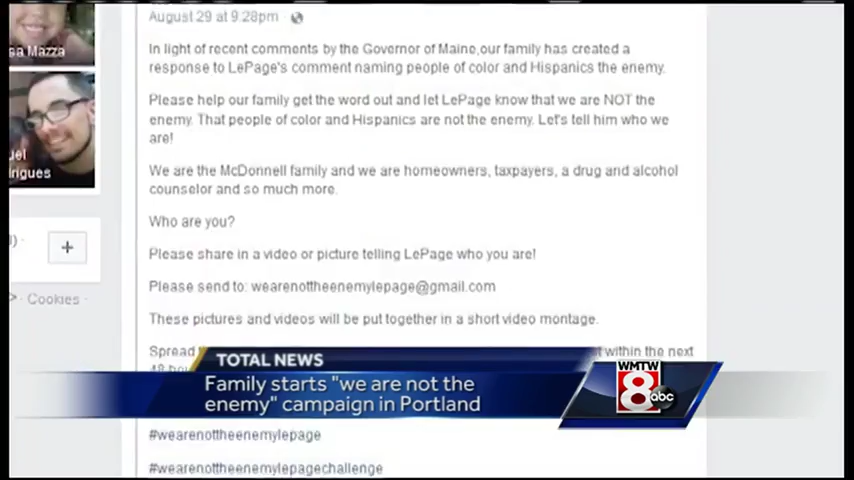 August 29 at 9:28pm
sa Mazza
In light of recent comments by the Governor of Maine,our family has created a
response to LePage's comment naming people of color and Hispanics the enemy.
Please help our family get the word out and let LePage know that we are NOT the
enemy. That people of color and Hispanics are not the enemy. Let's tell him who we
are!
uel
drigues
We are the McDonnell family and we are homeowners, taxpayers, a drug and alcohol
counselor and so much more.
Who are you?
+
Please share in a video or picture telling LePage who you are!
Please send to: wearenottheenemylepage@gmail.com
Cookies ·
These pictures and videos will be put together in a short video montage.
Spread
within the next
TOTAL NEWS
Family starts "we are not the
enemy" campaign in Portland
WMTW
8
abc
#wearenottheenemylepage
#wearenottheenemylepagechallenge